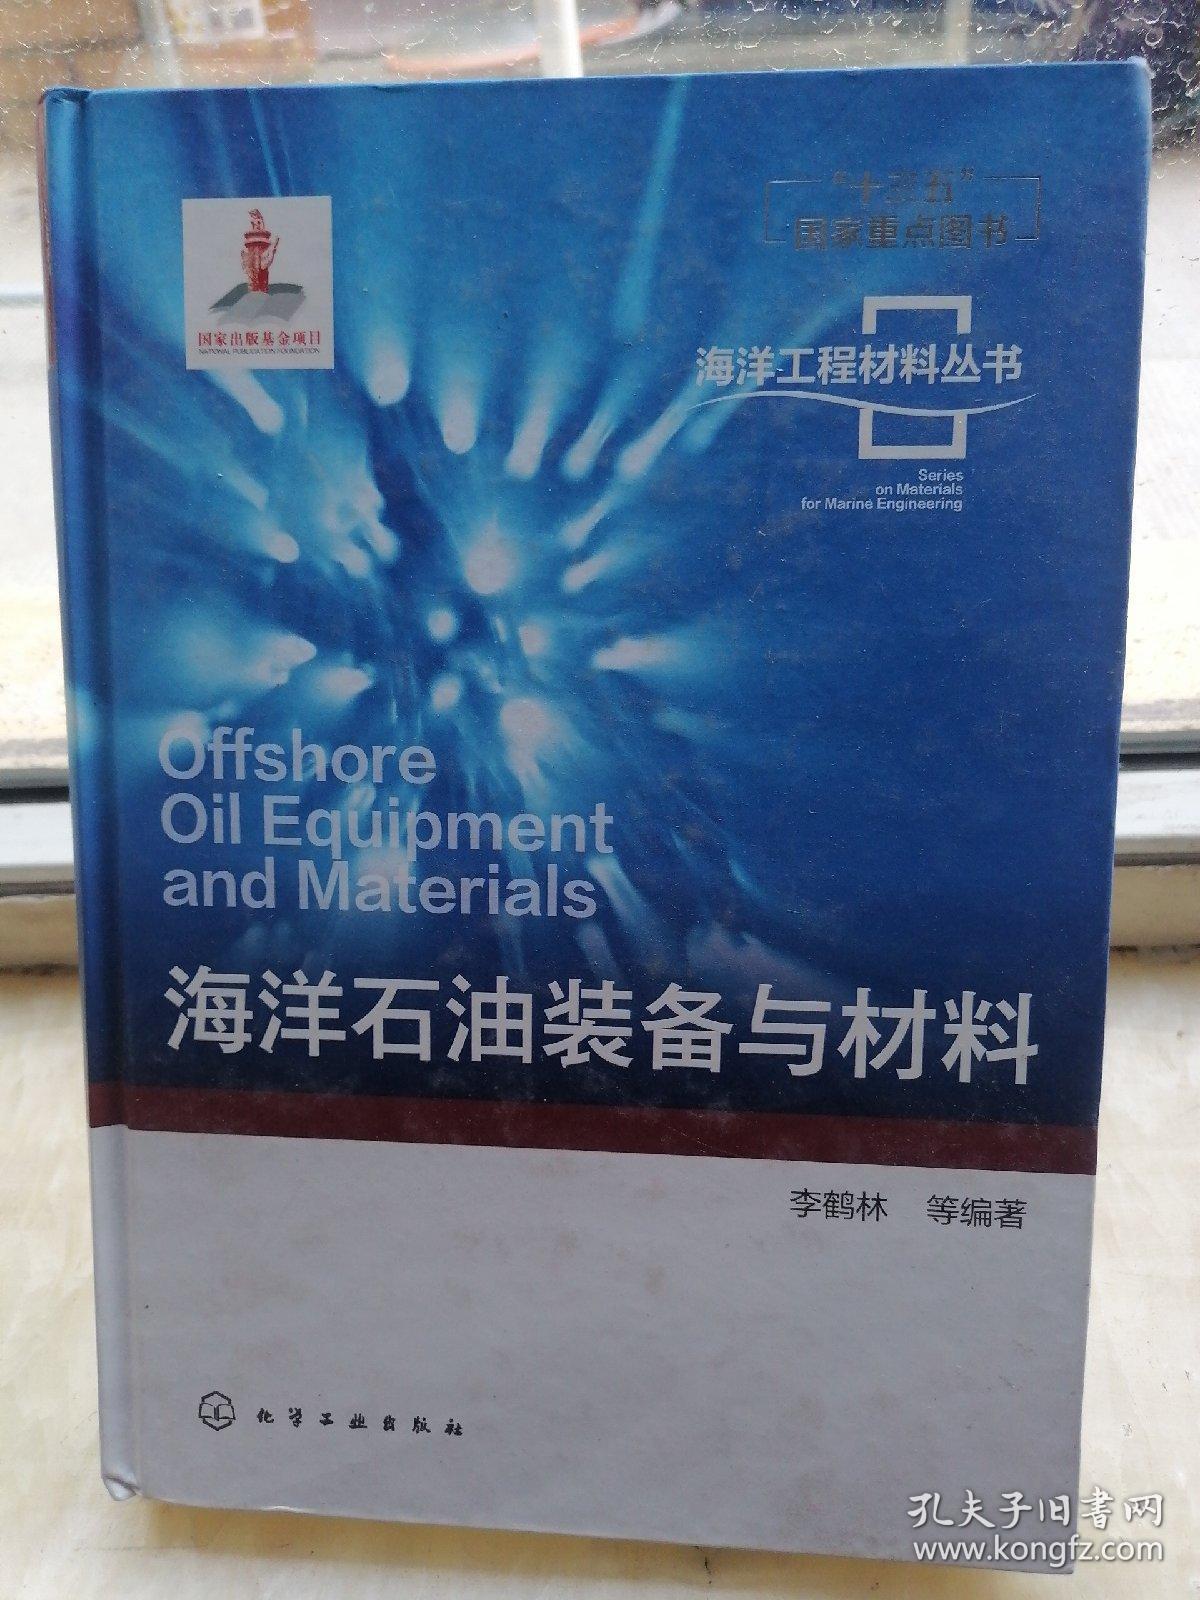 “十三五”
国家重点图书
国家出版基金项目
NATIONAL PUBLICATION FOUNDATION
海洋工程材料丛书
Series
on Materials
for Marine Engineering
Offshore
Oil Equipment
and Materials
海洋石油装备与材料
李鹤林 等编著
化学工业出版社
孔夫子旧书网
www.kongfz.com